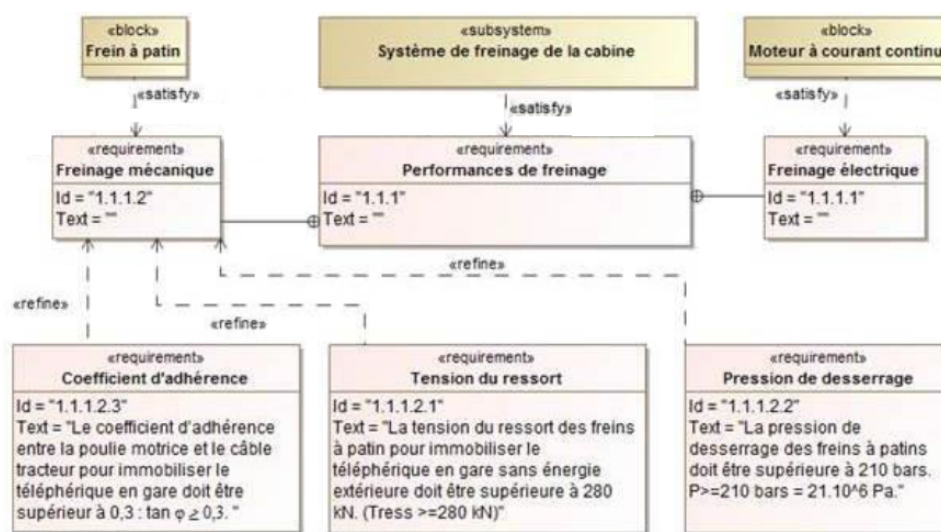 «block»
Frein à patin
«subsystem»
Système de freinage de la cabine
«block»
Moteur à courant continu
«satisfy»
«satisfy»
«satisfy»
«requirement»
Freinage mécanique
Id = "1.1.1.2"
Text = ""
«requirement»
Performances de freinage
Id = "1.1.1"
Text = ""
«requirement»
Freinage électrique
Id = "1.1.1.1"
Text = ""
«refine»
«refine»
«refine»
«requirement»
Coefficient d'adhérence
Id = "1.1.1.2.3"
Text = "Le coefficient d'adhérence
entre la poulie motrice et le câble
tracteur pour immobiliser le
téléphérique en gare doit être
supérieur à 0,3 : tan φ ≥ 0,3. "
«requirement»
Tension du ressort
Id = "1.1.1.2.1"
Text = "La tension du ressort des freins
à patin pour immobiliser le
téléphérique en gare sans énergie
extérieure doit être supérieure à 280
kN. (Tress >=280 kN)"
«requirement»
Pression de desserrage
Id = "1.1.1.2.2"
Text = "La pression de
desserrage des freins à patins
doit être supérieure à 210 bars.
P>=210 bars = 21.10^6 Pa."